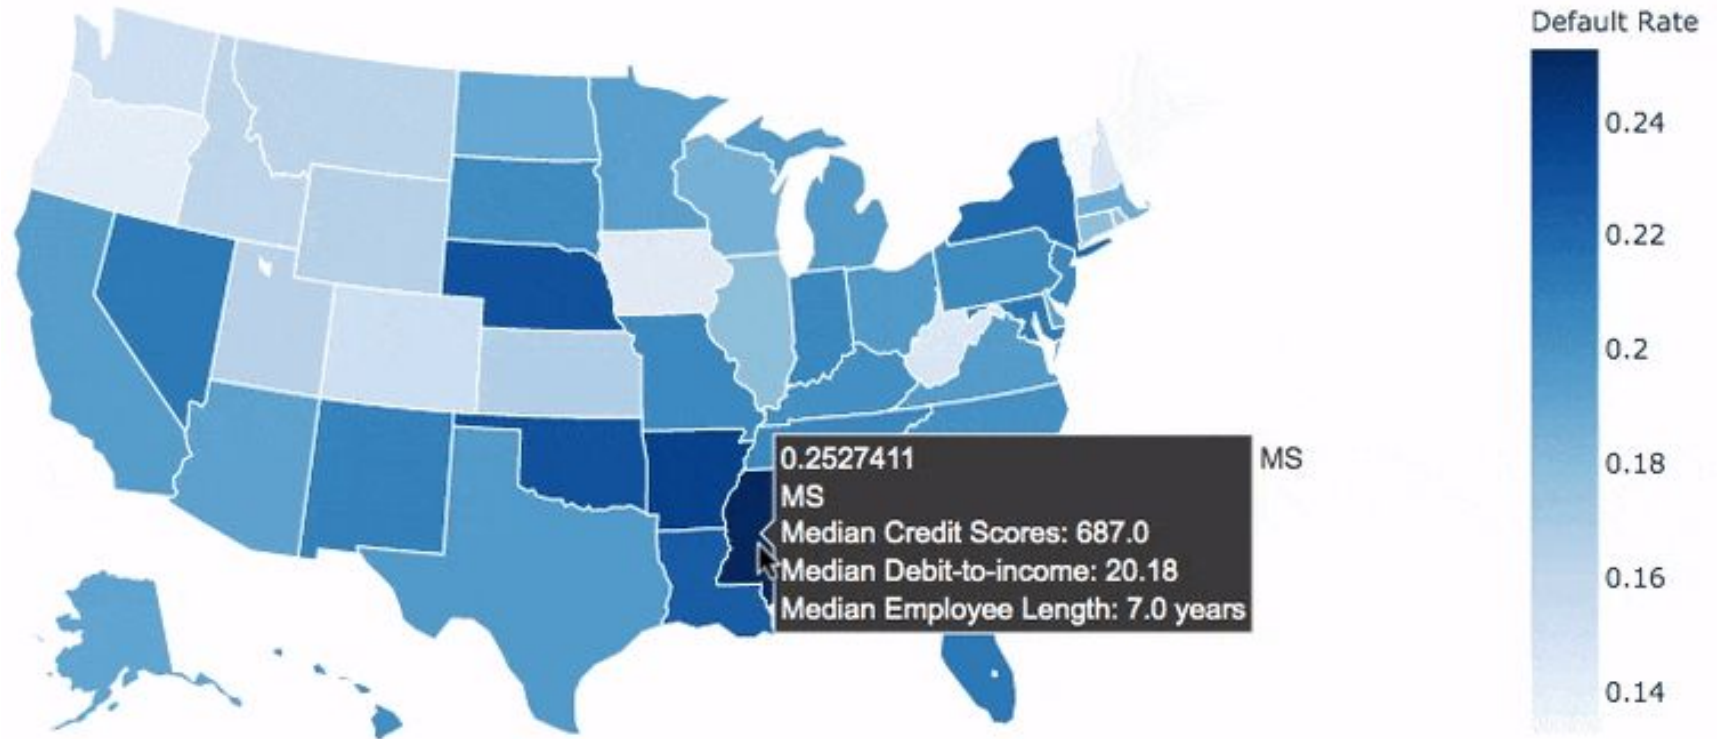 Default Rate
0.24
0.22
0.2
0.18
0.16
0.14
0.2527411
MS
Median Credit Scores: 687.0
Median Debit-to-income: 20.18
Median Employee Length: 7.0 years
MS